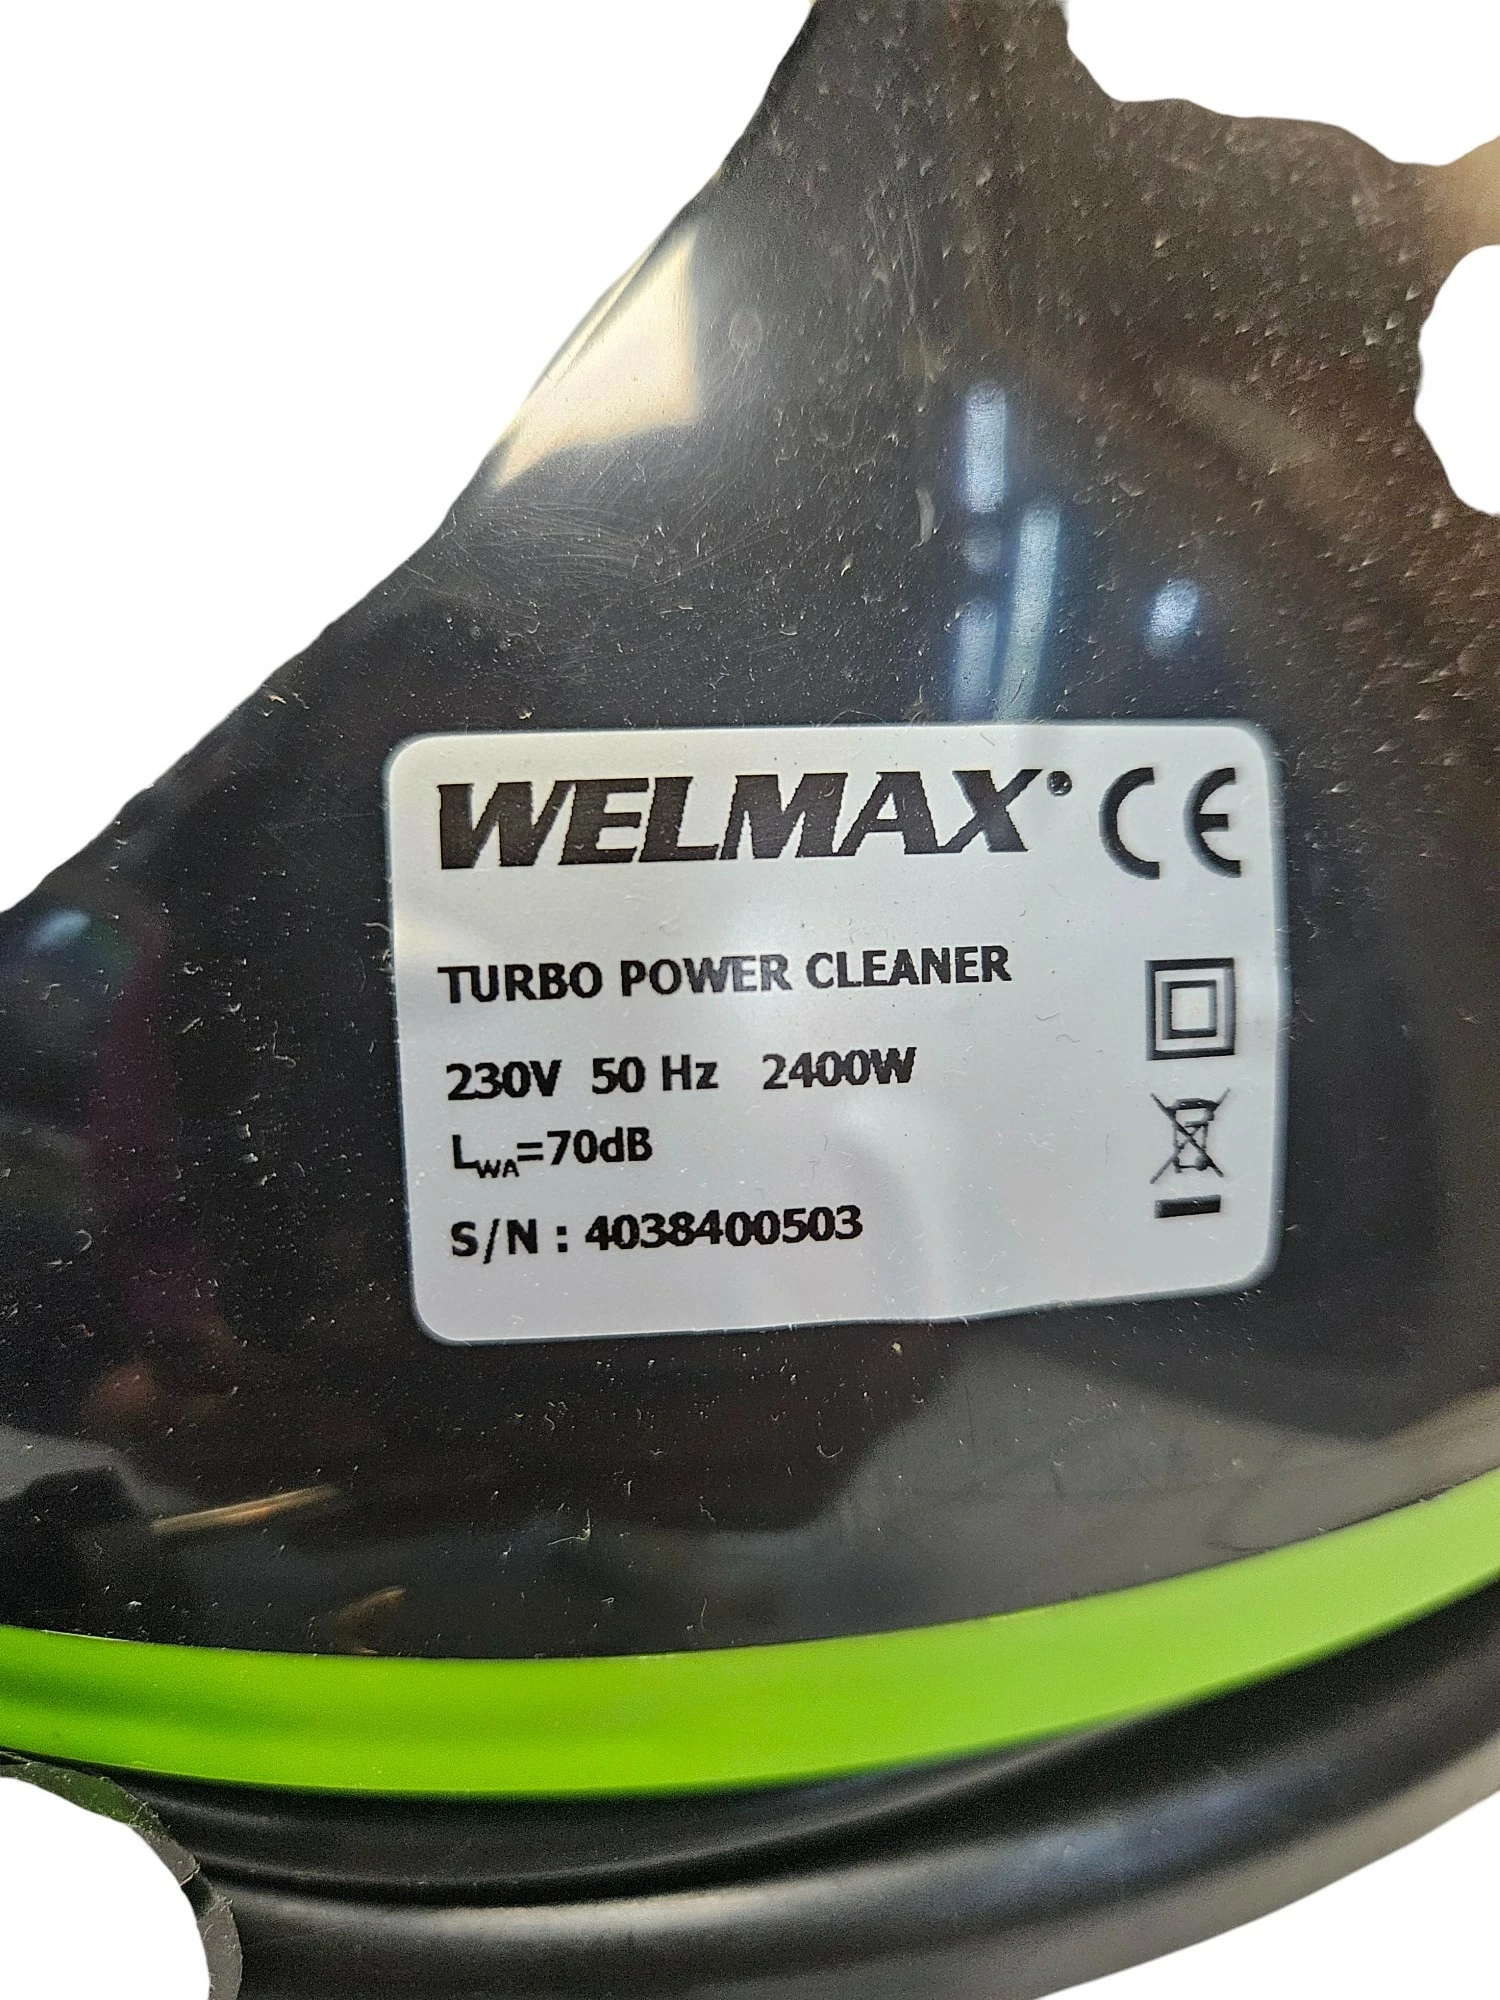 WELMAX® CE
TURBO POWER CLEANER
230V 50 Hz 2400W
LWA=70dB
S/N : 4038400503